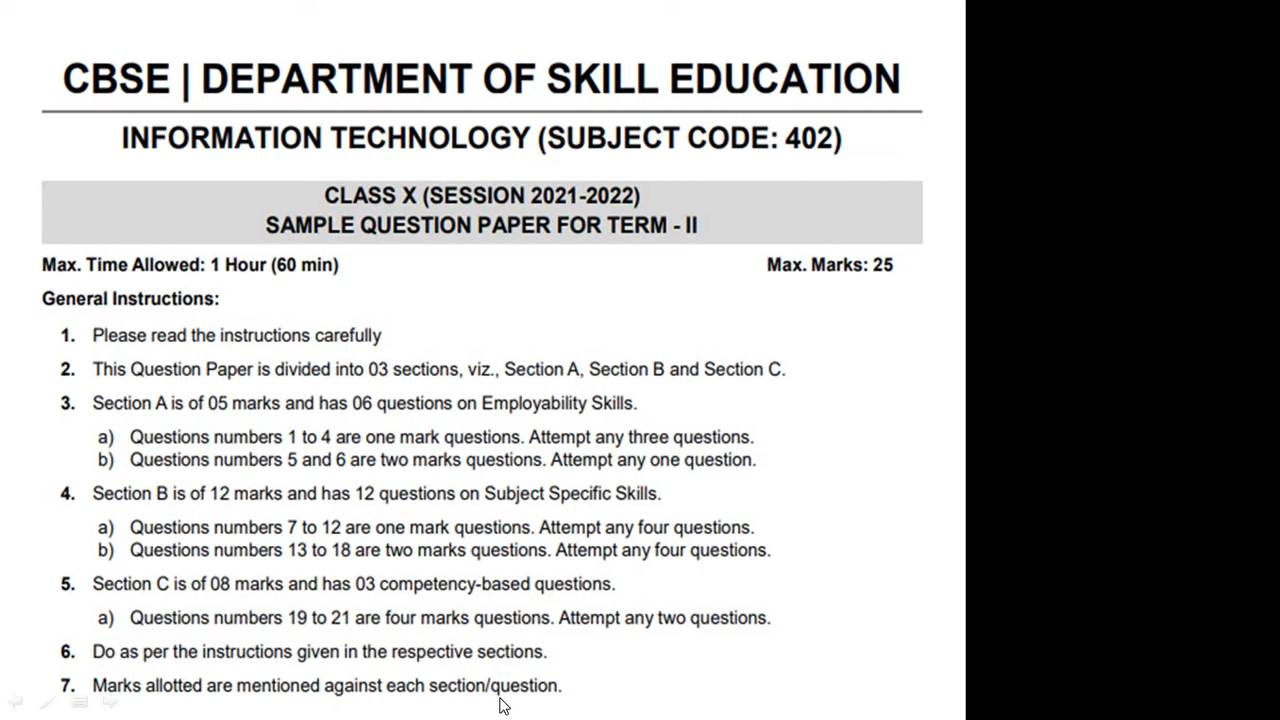 CBSE | DEPARTMENT OF SKILL EDUCATION
INFORMATION TECHNOLOGY (SUBJECT CODE: 402)
CLASS X (SESSION 2021-2022)
SAMPLE QUESTION PAPER FOR TERM - II
Max. Time Allowed: 1 Hour (60 min) Max. Marks: 25
General Instructions:
1. Please read the instructions carefully
2. This Question Paper is divided into 03 sections, viz., Section A, Section B and Section C.
3. Section A is of 05 marks and has 06 questions on Employability Skills.
a) Questions numbers 1 to 4 are one mark questions. Attempt any three questions.
b) Questions numbers 5 and 6 are two marks questions. Attempt any one question.
4. Section B is of 12 marks and has 12 questions on Subject Specific Skills.
a) Questions numbers 7 to 12 are one mark questions. Attempt any four questions.
b) Questions numbers 13 to 18 are two marks questions. Attempt any four questions.
5. Section C is of 08 marks and has 03 competency-based questions.
a) Questions numbers 19 to 21 are four marks questions. Attempt any two questions.
6. Do as per the instructions given in the respective sections.
7. Marks allotted are mentioned against each section/question.